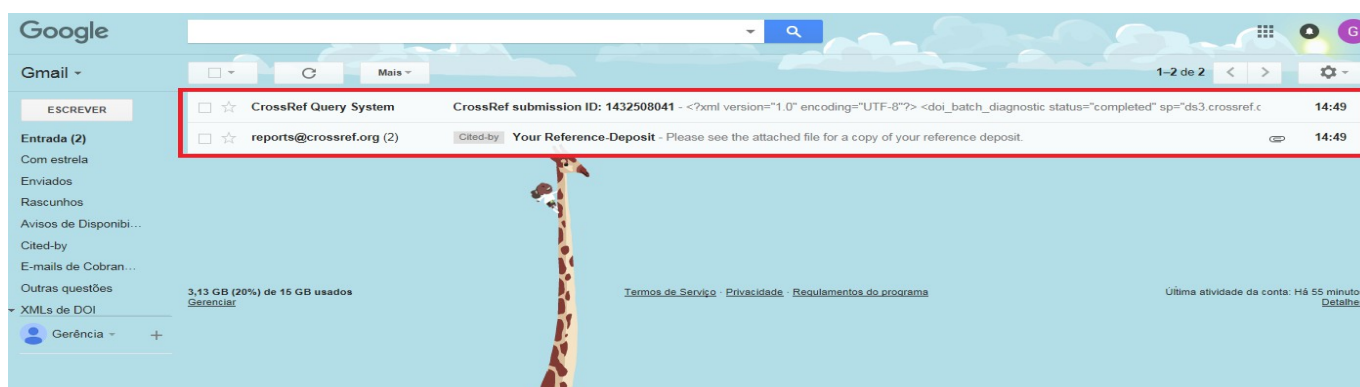 Google
G
Gmail
Mais
1–2 de 2
ESCREVER
CrossRef Query System CrossRef submission ID: 1432508041 - <?xml version="1.0" encoding="UTF-8"?> <doi_batch_diagnostic status="completed" sp="ds3.crossref.c 14:49
Entrada (2)
reports@crossref.org (2) Cited-by Your Reference-Deposit - Please see the attached file for a copy of your reference deposit. 14:49
Com estrela
Enviados
Rascunhos
Avisos de Disponibi...
Cited-by
E-mails de Cobran...
Outras questões
XMLs de DOI
Gerência
3,13 GB (20%) de 15 GB usados
Gerenciar
Termos de Serviço - Privacidade - Regulamentos do programa
Última atividade da conta: Há 55 minuto
Detalhe